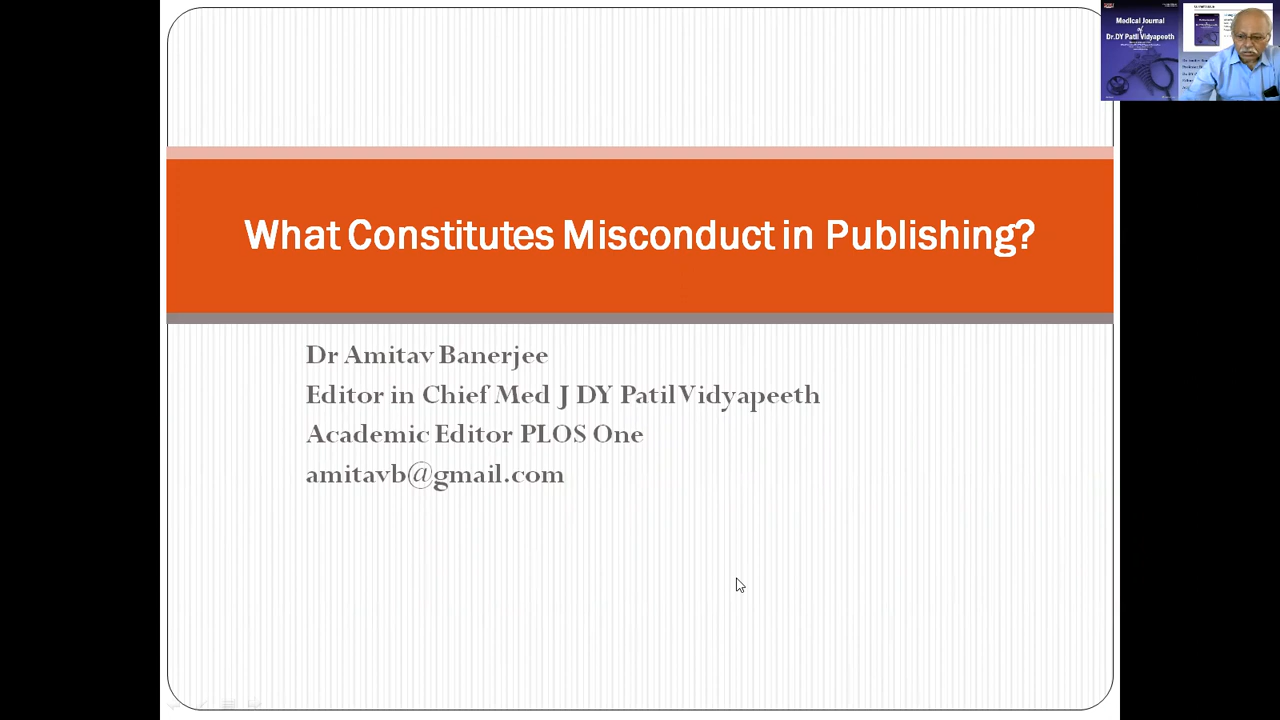 What Constitutes Misconduct in Publishing?
Dr Amitav Banerjee
Editor in Chief Med J DY Patil Vidyapeeth
Academic Editor PLOS One
amitavb@gmail.com
Medical Journal
of
Dr.DY Patil Vidyapeeth